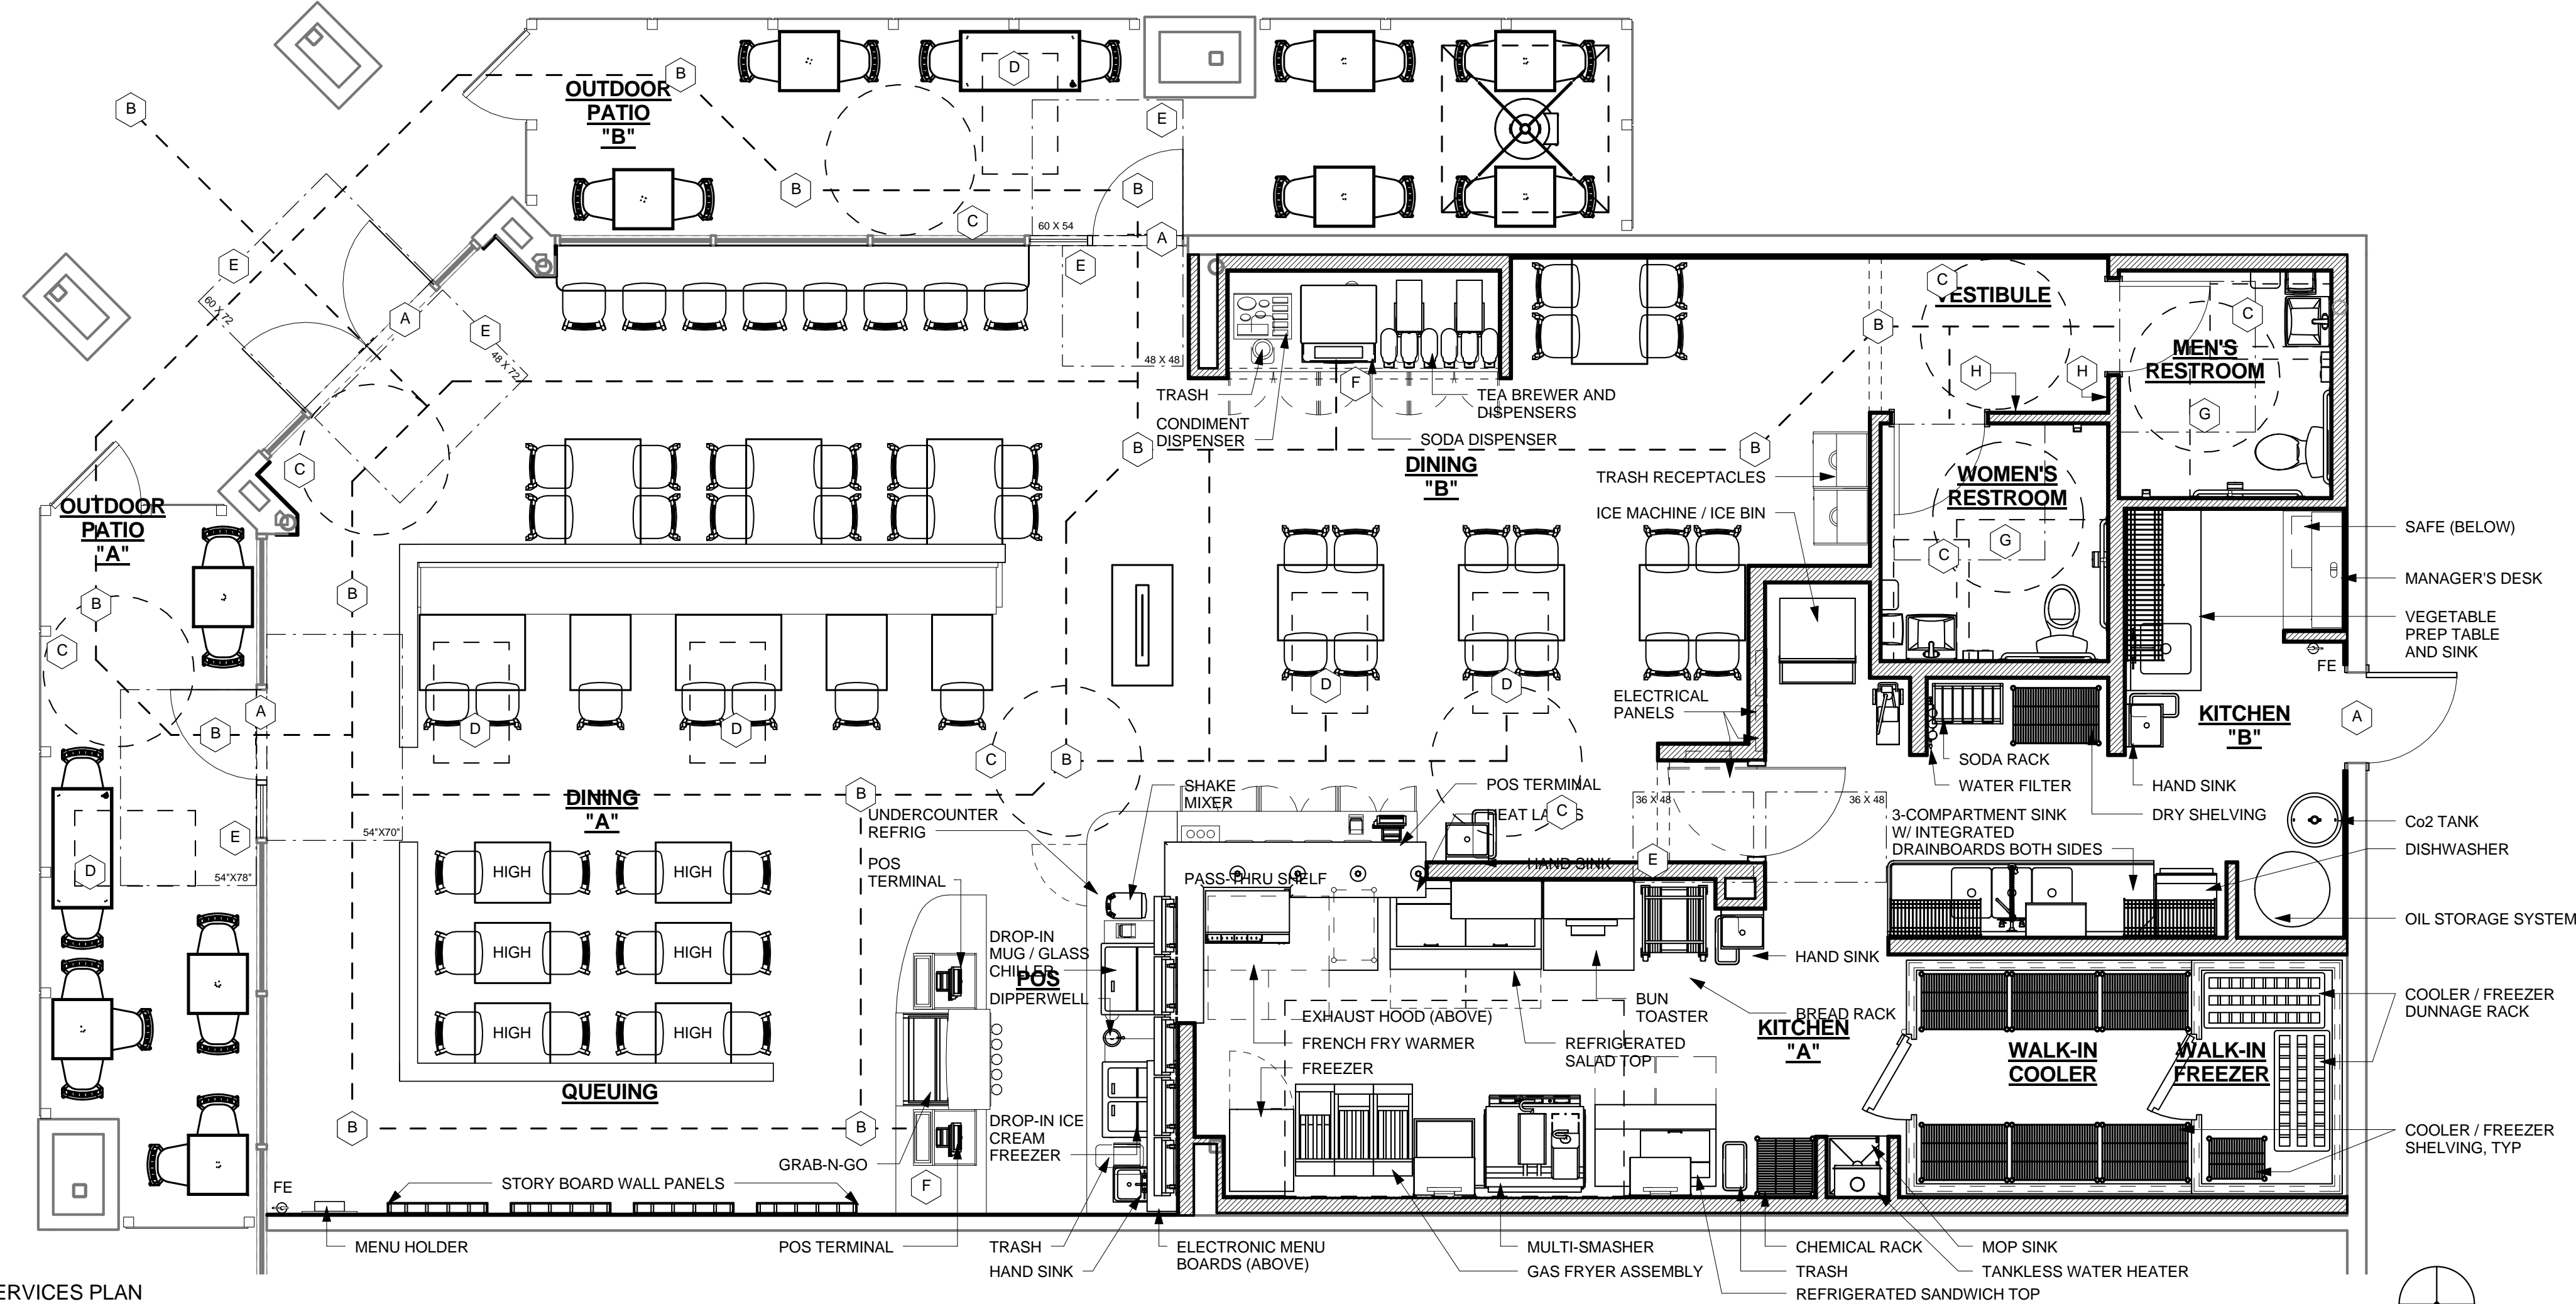 B
B
OUTDOOR
PATIO
"B"
D
E
B
B
C
60 X 54
A
E
E
60 X 72
A
E
48 X 72
48 X 48
C
VESTIBULE
C
MEN'S
RESTROOM
B
H
H
G
TRASH
F
TEA BREWER AND
DISPENSERS
CONDIMENT
DISPENSER
SODA DISPENSER
B
B
DINING
"B"
C
TRASH RECEPTACLES
WOMEN'S
RESTROOM
ICE MACHINE / ICE BIN
C
G
SAFE (BELOW)
MANAGER'S DESK
VEGETABLE
PREP TABLE
AND SINK
FE
OUTDOOR
PATIO
"A"
B
B
C
A
B
D
D
D
D
ELECTRICAL
PANELS
KITCHEN
"B"
A
C
B
SODA RACK
WATER FILTER
HAND SINK
DRY SHELVING
SHAKE
MIXER
POS TERMINAL
HEAT LAMPS
C
36 X 48
36 X 48
DINING
"A"
B
UNDERCOUNTER
REFRIG
3-COMPARTMENT SINK
W/ INTEGRATED
DRAINBOARDS BOTH SIDES
Co2 TANK
DISHWASHER
54"X70"
E
D
54"X78"
POS
TERMINAL
HAND SINK
E
PASS-THRU SHELF
OIL STORAGE SYSTEM
HIGH
HIGH
HIGH
HIGH
HIGH
HIGH
DROP-IN
MUG / GLASS
CHILLER
POS
DIPPERWELL
HAND SINK
BUN
TOASTER
BREAD RACK
KITCHEN
"A"
EXHAUST HOOD (ABOVE)
FRENCH FRY WARMER
REFRIGERATED
SALAD TOP
FREEZER
WALK-IN
COOLER
WALK-IN
FREEZER
COOLER / FREEZER
DUNNAGE RACK
COOLER / FREEZER
SHELVING, TYP
QUEUING
B
B
DROP-IN ICE
CREAM
FREEZER
GRAB-N-GO
F
FE
STORY BOARD WALL PANELS
MENU HOLDER
POS TERMINAL
TRASH
HAND SINK
ELECTRONIC MENU
BOARDS (ABOVE)
MULTI-SMASHER
GAS FRYER ASSEMBLY
CHEMICAL RACK
TRASH
REFRIGERATED SANDWICH TOP
MOP SINK
TANKLESS WATER HEATER
ERVICES PLAN